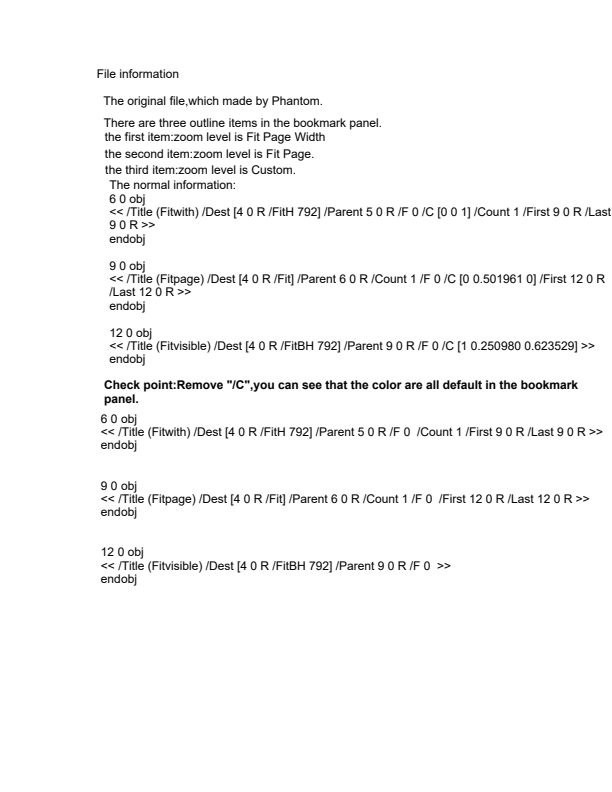 File information
The original file,which made by Phantom.
There are three outline items in the bookmark panel.
the first item:zoom level is Fit Page Width
the second item:zoom level is Fit Page.
the third item:zoom level is Custom.
The normal information:
6 0 obj
<< /Title (Fitwith) /Dest [4 0 R /FitH 792] /Parent 5 0 R /F 0 /C [0 0 1] /Count 1 /First 9 0 R /Last
9 0 R >>
endobj
9 0 obj
<< /Title (Fitpage) /Dest [4 0 R /Fit] /Parent 6 0 R /Count 1 /F 0 /C [0 0.501961 0] /First 12 0 R
/Last 12 0 R >>
endobj
12 0 obj
<< /Title (Fitvisible) /Dest [4 0 R /FitBH 792] /Parent 9 0 R /F 0 /C [1 0.250980 0.623529] >>
endobj
Check point:Remove "/C",you can see that the color are all default in the bookmark
panel.
6 0 obj
<< /Title (Fitwith) /Dest [4 0 R /FitH 792] /Parent 5 0 R /F 0  /Count 1 /First 9 0 R /Last 9 0 R >>
endobj
9 0 obj
<< /Title (Fitpage) /Dest [4 0 R /Fit] /Parent 6 0 R /Count 1 /F 0  /First 12 0 R /Last 12 0 R >>
endobj
12 0 obj
<< /Title (Fitvisible) /Dest [4 0 R /FitBH 792] /Parent 9 0 R /F 0  >>
endobj